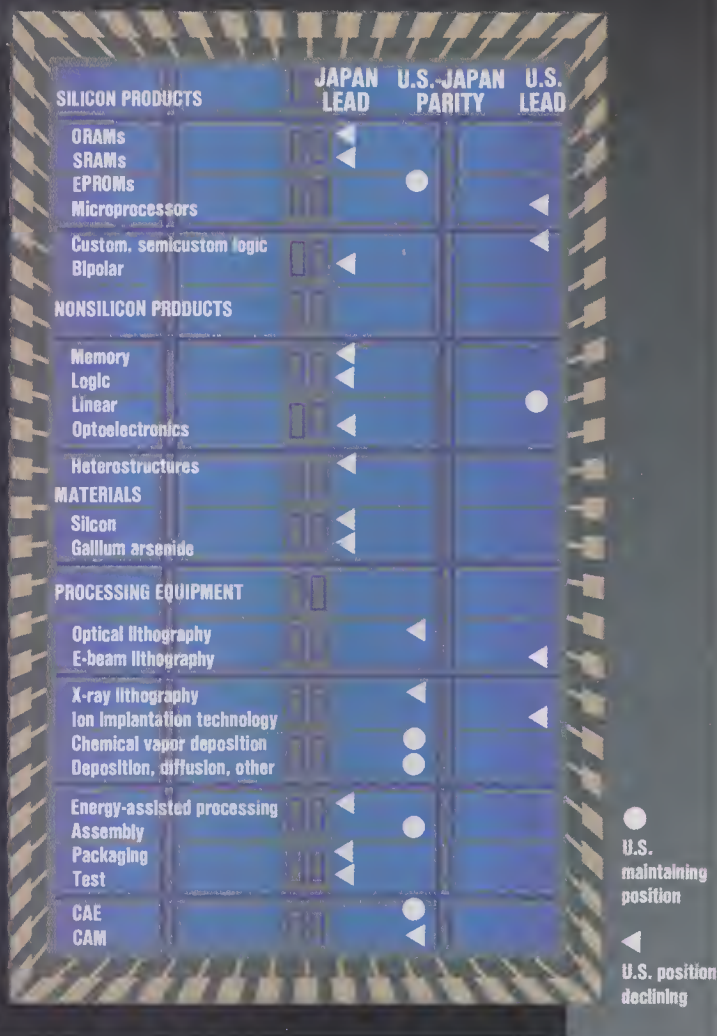 JAPAN LEAD U.S.-JAPAN PARITY U.S. LEAD
SILICON PRODUCTS
ORAMs
SRAMs
EPROMs
Microprocessors
Custom, semicustom logic
Bipolar
NONSILICON PRODUCTS
Memory
Logic
Linear
Optoelectronics
Heterostructures
MATERIALS
Silcon
Gallium arsenide
PROCESSING EQUIPMENT
Optical lithography
E-beam lithography
X-ray lithography
Ion implantation technology
Chemical vapor deposition
Deposition, diffusion, other
Energy-assisted processing
Assembly
Packaging
Test
CAE
CAM
U.S.
maintaining
position
U.S. position
declining